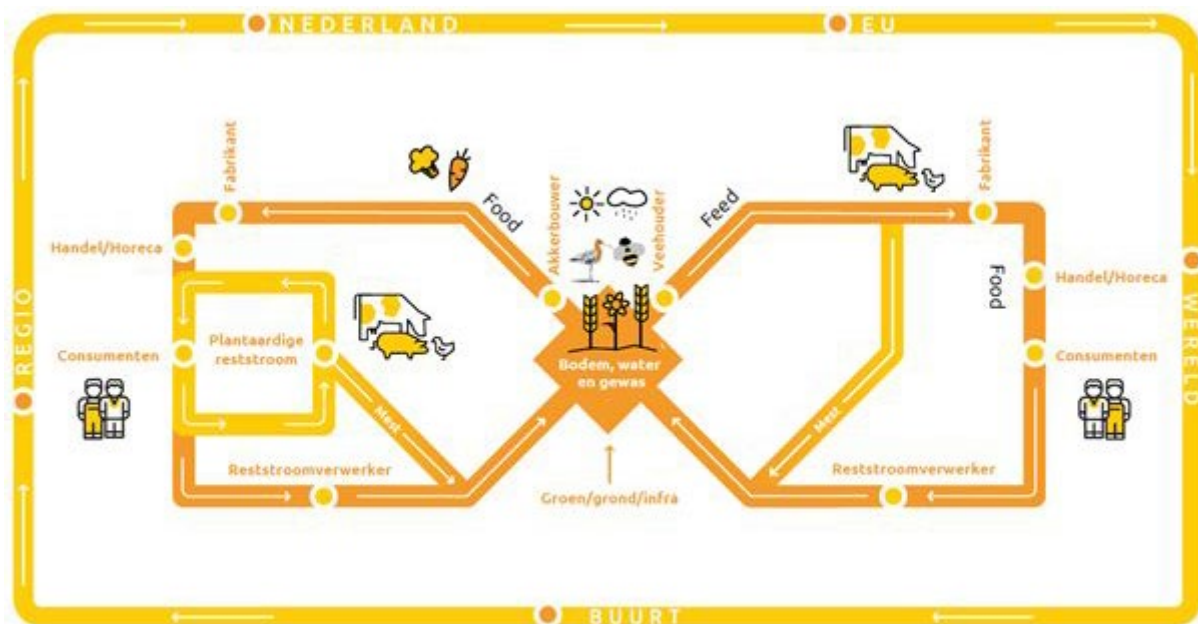 NEDERLAND
EU
Fabrikant
Food
Akkerbouwer
Veehouder
Feed
Fabrikant
Handel/Horeca
Food
Handel/Horeca
REGIO
WERELD
Consumenten
Plantaardige
reststroom
Bodem, water
en gewas
Consumenten
Mest
Mest
Reststroomverwerker
Reststroomverwerker
Groen/grond/infra
BUURT